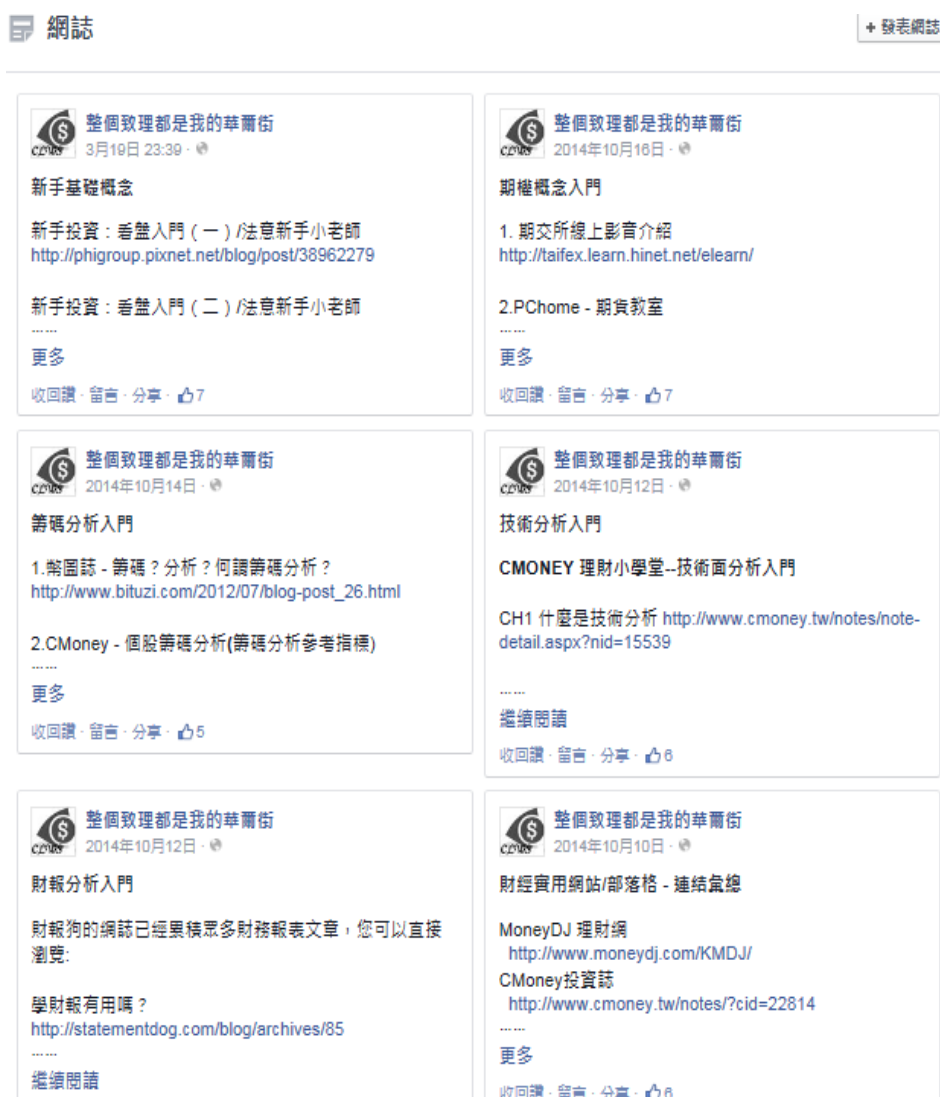 網誌
+ 發表網誌
整個致理都是我的華爾街
3月19日 23:39 ·
新手基礎概念
新手投資：看盤入門（一）/法意新手小老師
http://phigroup.pixnet.net/blog/post/38962279
新手投資：看盤入門（二）/法意新手小老師
......
更多
收回讚 · 留言 · 分享 · 7
整個致理都是我的華爾街
2014年10月16日 ·
期權概念入門
1. 期交所線上影音介紹
http://taifex.learn.hinet.net/elearn/
2.PChome - 期貨教室
......
更多
收回讚 · 留言 · 分享 · 7
整個致理都是我的華爾街
2014年10月14日 ·
籌碼分析入門
1.幣圖誌 - 籌碼？分析？何謂籌碼分析？
http://www.bituzi.com/2012/07/blog-post_26.html
2.CMoney - 個股籌碼分析(籌碼分析參考指標)
......
更多
收回讚 · 留言 · 分享 · 5
整個致理都是我的華爾街
2014年10月12日 ·
技術分析入門
CMONEY 理財小學堂--技術面分析入門
CH1 什麼是技術分析 http://www.cmoney.tw/notes/note-
detail.aspx?nid=15539
......
繼續閱讀
收回讚 · 留言 · 分享 · 6
整個致理都是我的華爾街
2014年10月12日 ·
財報分析入門
財報狗的網誌已經累積眾多財務報表文章，您可以直接
瀏覽:
學財報有用嗎？
http://statementdog.com/blog/archives/85
......
繼續閱讀
整個致理都是我的華爾街
2014年10月10日 ·
財經實用網站/部落格 - 連結彙總
MoneyDJ 理財網
http://www.moneydj.com/KMDJ/
CMoney投資誌
http://www.cmoney.tw/notes/?cid=22814
......
更多
收回讚 · 留言 · 分享 · 6